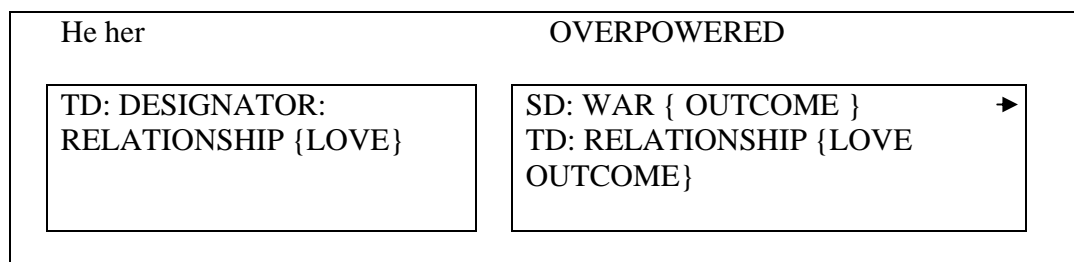 He her OVERPOWERED
TD: DESIGNATOR:
RELATIONSHIP {LOVE}
SD: WAR { OUTCOME }
TD: RELATIONSHIP {LOVE
OUTCOME}